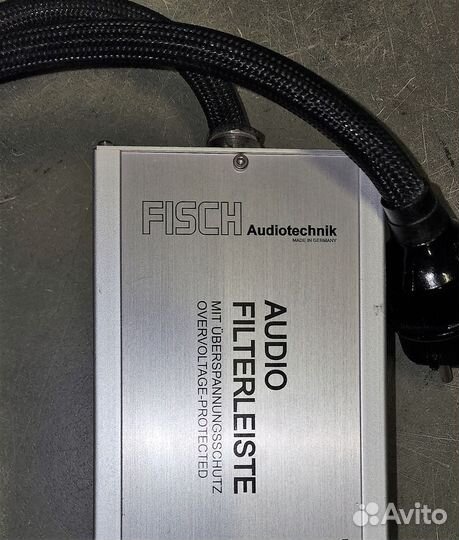 FISCH Audiotechnik
MADE IN GERMANY
AUDIO
FILTERLEISTE
MIT ÜBERSPANNUNGSSCHUTZ
OVERVOLTAGE-PROTECTED
Avito